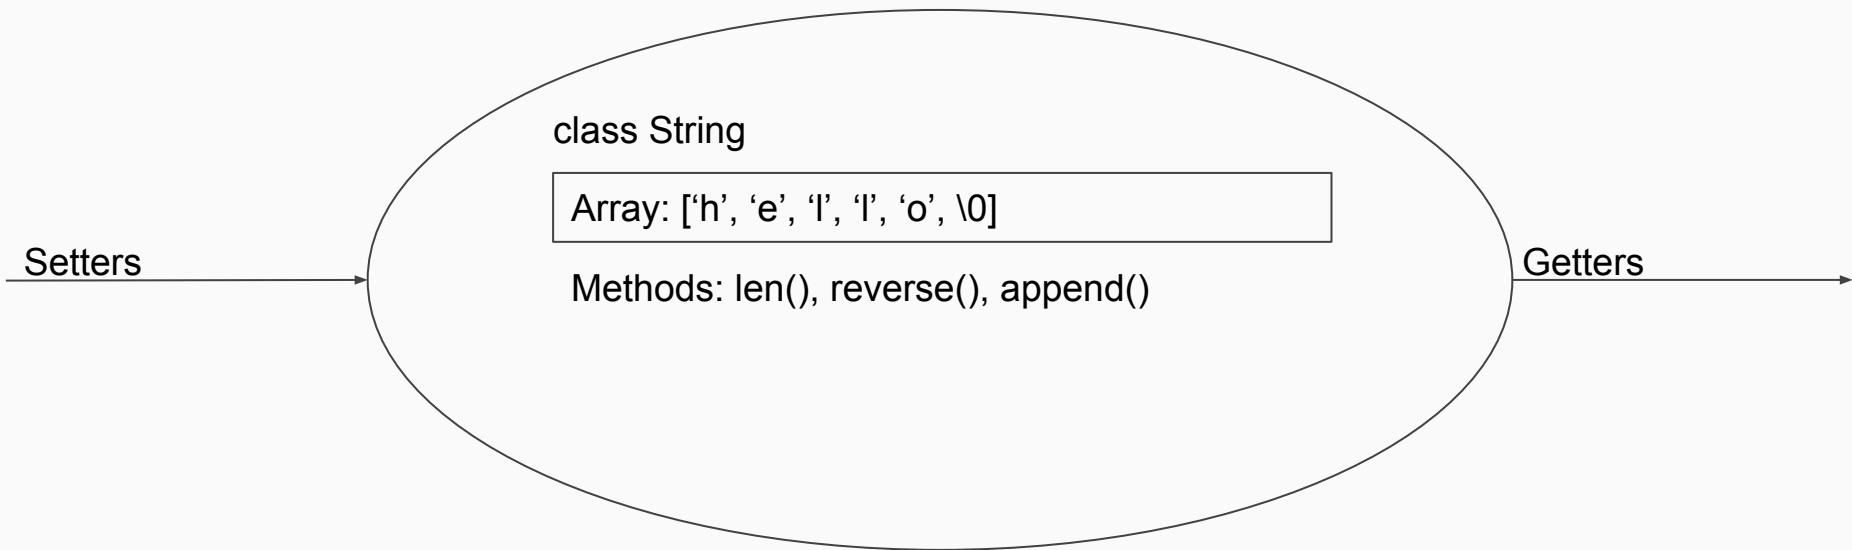 class String
Array: [‘h’, ‘e’, ‘l’, ‘l’, ‘o’, \0]
Setters
Getters
Methods: len(), reverse(), append()